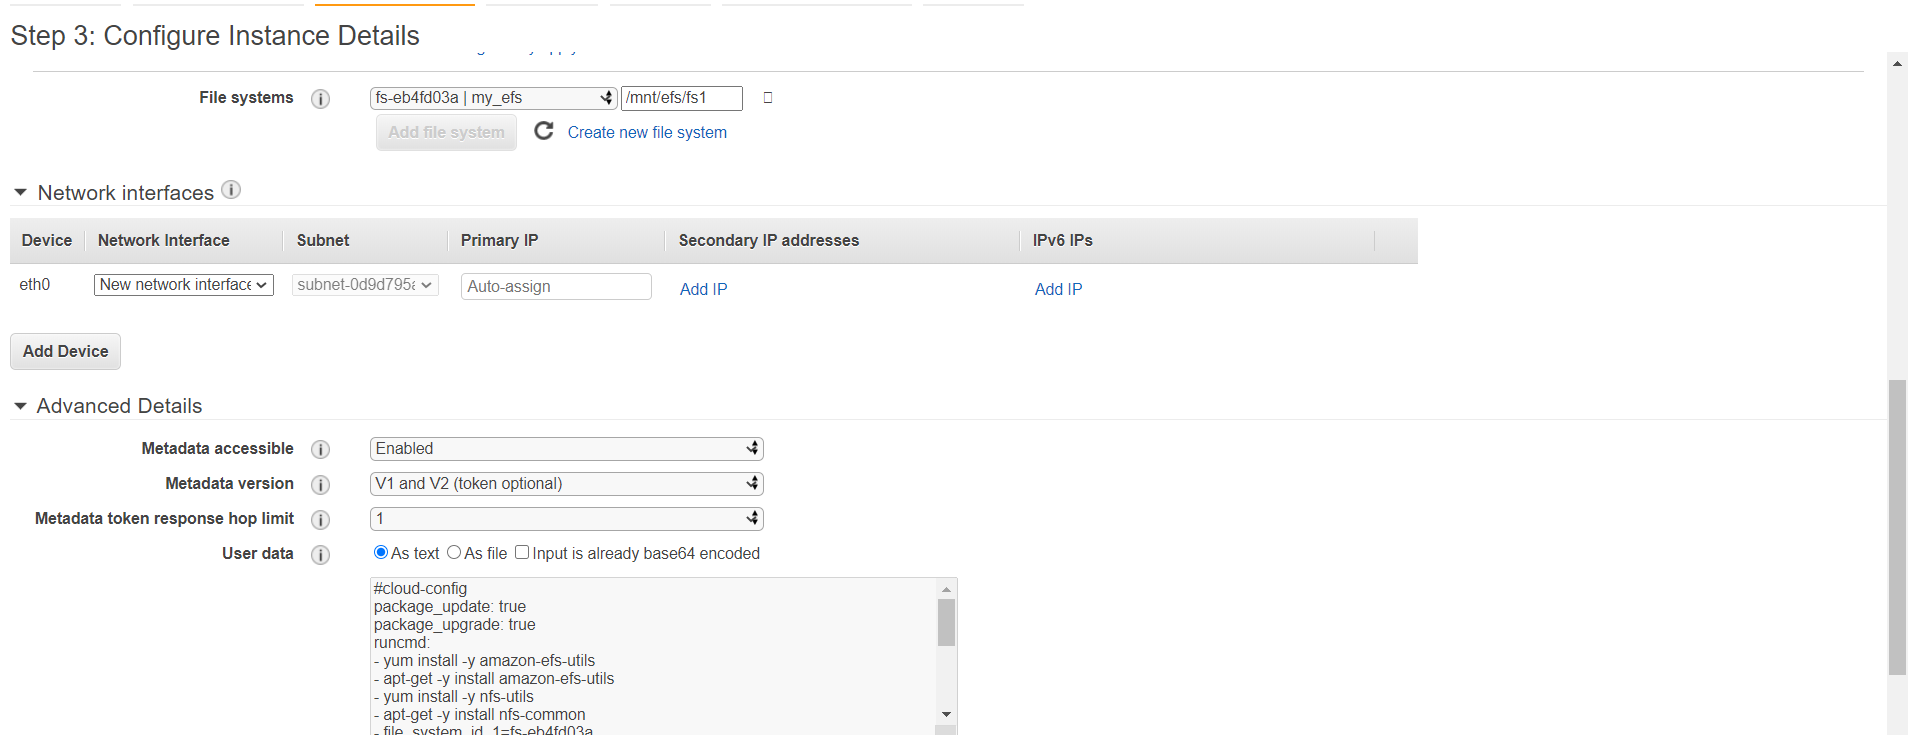 Step 3: Configure Instance Details
File systems
fs-eb4fd03a | my_efs
/mnt/efs/fs1
Add file system
Create new file system
Network interfaces
Device Network Interface Subnet Primary IP Secondary IP addresses IPv6 IPs
eth0 New network interface subnet-0d9d795a Auto-assign Add IP Add IP
Add Device
Advanced Details
Metadata accessible Enabled
Metadata version V1 and V2 (token optional)
Metadata token response hop limit 1
User data As text As file Input is already base64 encoded
#cloud-config
package_update: true
package_upgrade: true
runcmd:
- yum install -y amazon-efs-utils
- apt-get -y install amazon-efs-utils
- yum install -y nfs-utils
- apt-get -y install nfs-common
- file_system_id_1=fs-eb4fd03a